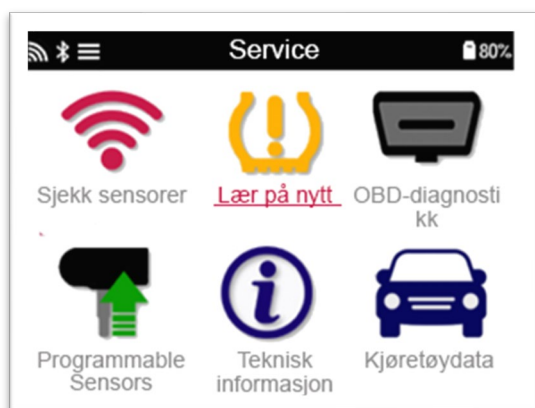 Service
80%
Sjekk sensorer
Lær på nytt
OBD-diagnosti
kk
Programmable
Sensors
Teknisk
informasjon
Kjøretøydata